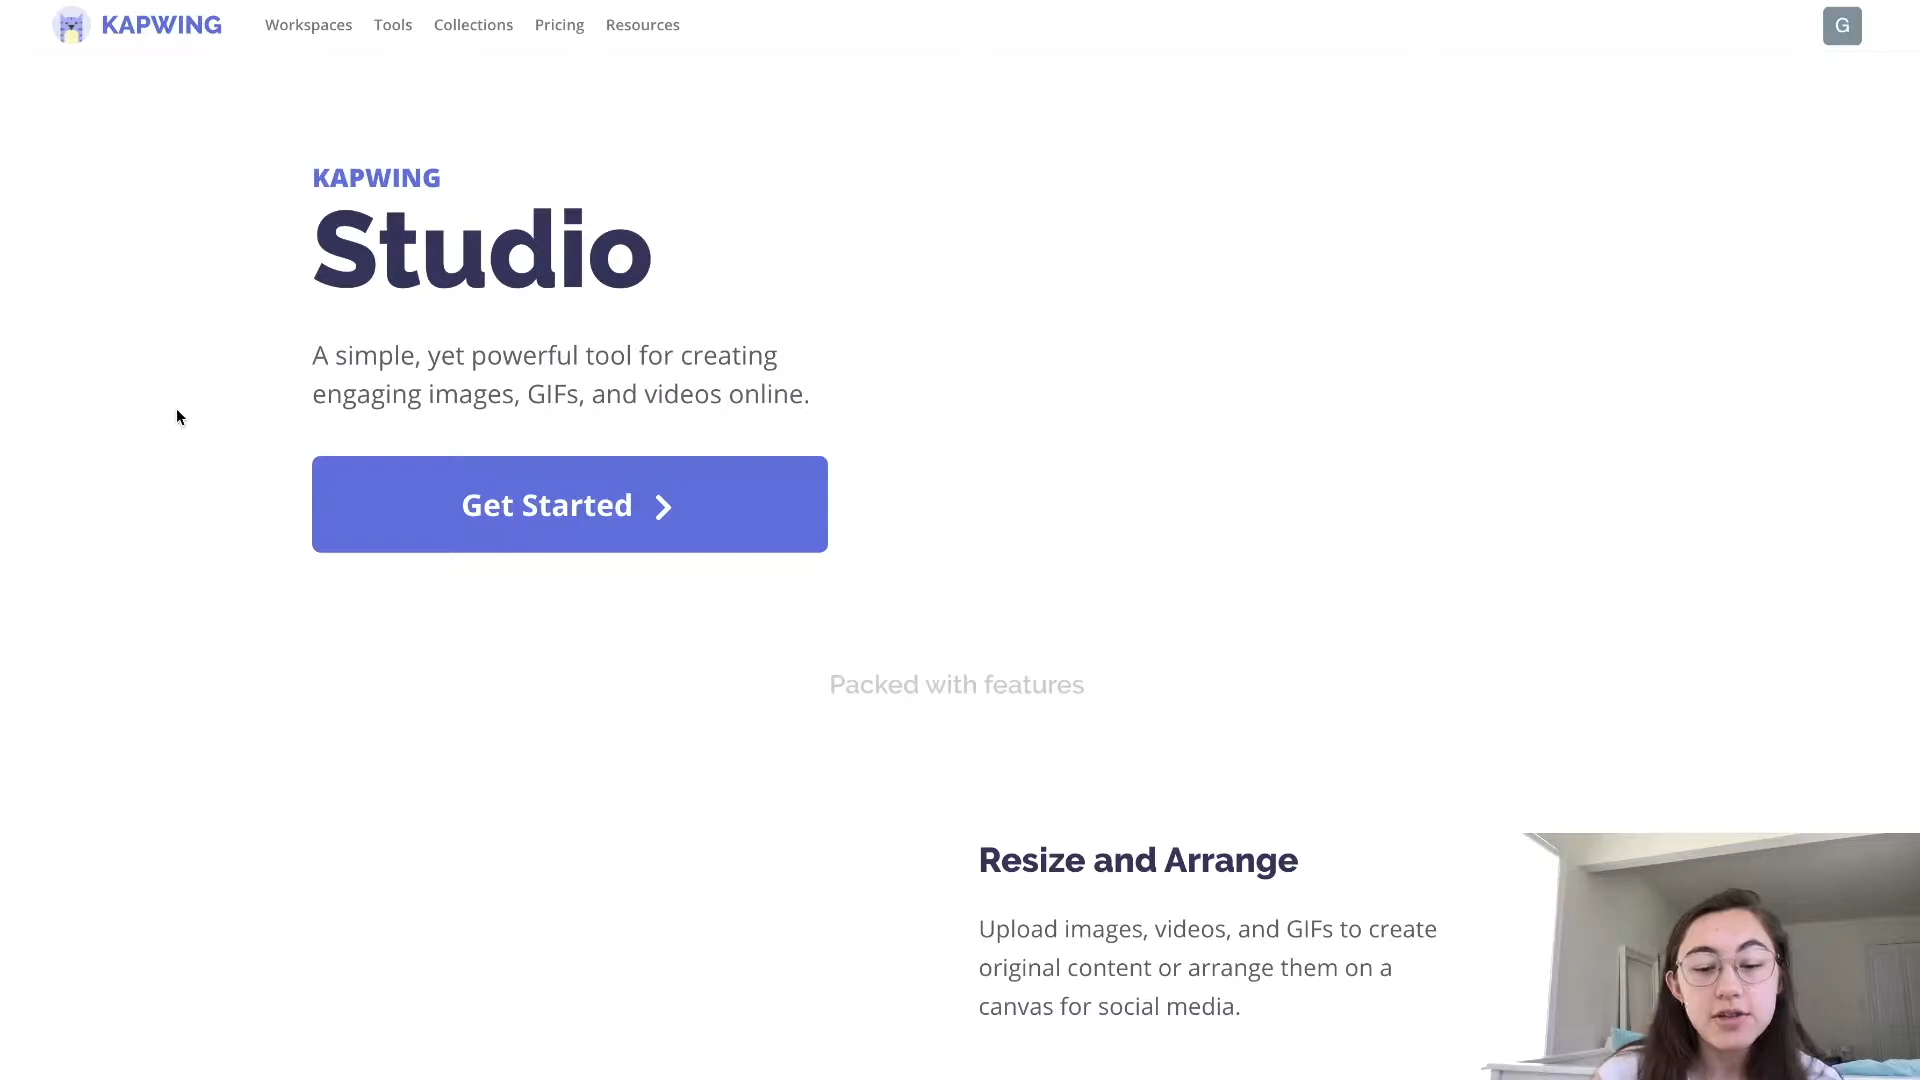 KAPWING
Workspaces
Tools
Collections
Pricing
Resources
G
KAPWING
Studio
A simple, yet powerful tool for creating
engaging images, GIFs, and videos online.
Get Started
Packed with features
Resize and Arrange
Upload images, videos, and GIFs to create
original content or arrange them on a
canvas for social media.